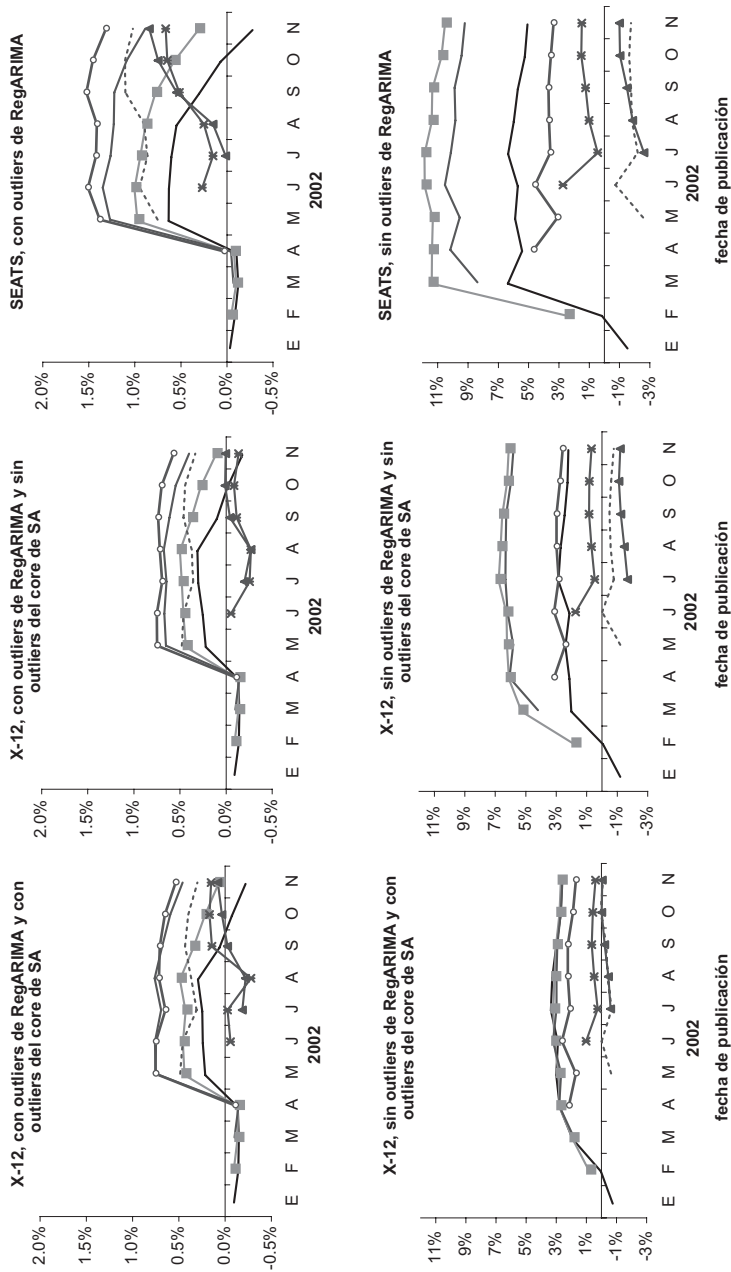 X-12, con outliers de RegARIMA y con
outliers del core de SA
2.0%
1.5%
1.0%
0.5%
0.0%
-0.5%
E F M A M J J A S O N
2002
X-12, con outliers de RegARIMA y sin
outliers del core de SA
2.0%
1.5%
1.0%
0.5%
0.0%
-0.5%
E F M A M J J A S O N
2002
SEATS, con outliers de RegARIMA
2.0%
1.5%
1.0%
0.5%
0.0%
-0.5%
E F M A M J J A S O N
2002
X-12, sin outliers de RegARIMA y con
outliers del core de SA
11%
9%
7%
5%
3%
1%
-1%
-3%
E F M A M J J A S O N
2002
fecha de publicación
X-12, sin outliers de RegARIMA y sin
outliers del core de SA
11%
9%
7%
5%
3%
1%
-1%
-3%
E F M A M J J A S O N
2002
fecha de publicación
SEATS, sin outliers de RegARIMA
11%
9%
7%
5%
3%
1%
-1%
-3%
E F M A M J J A S O N
2002
fecha de publicación